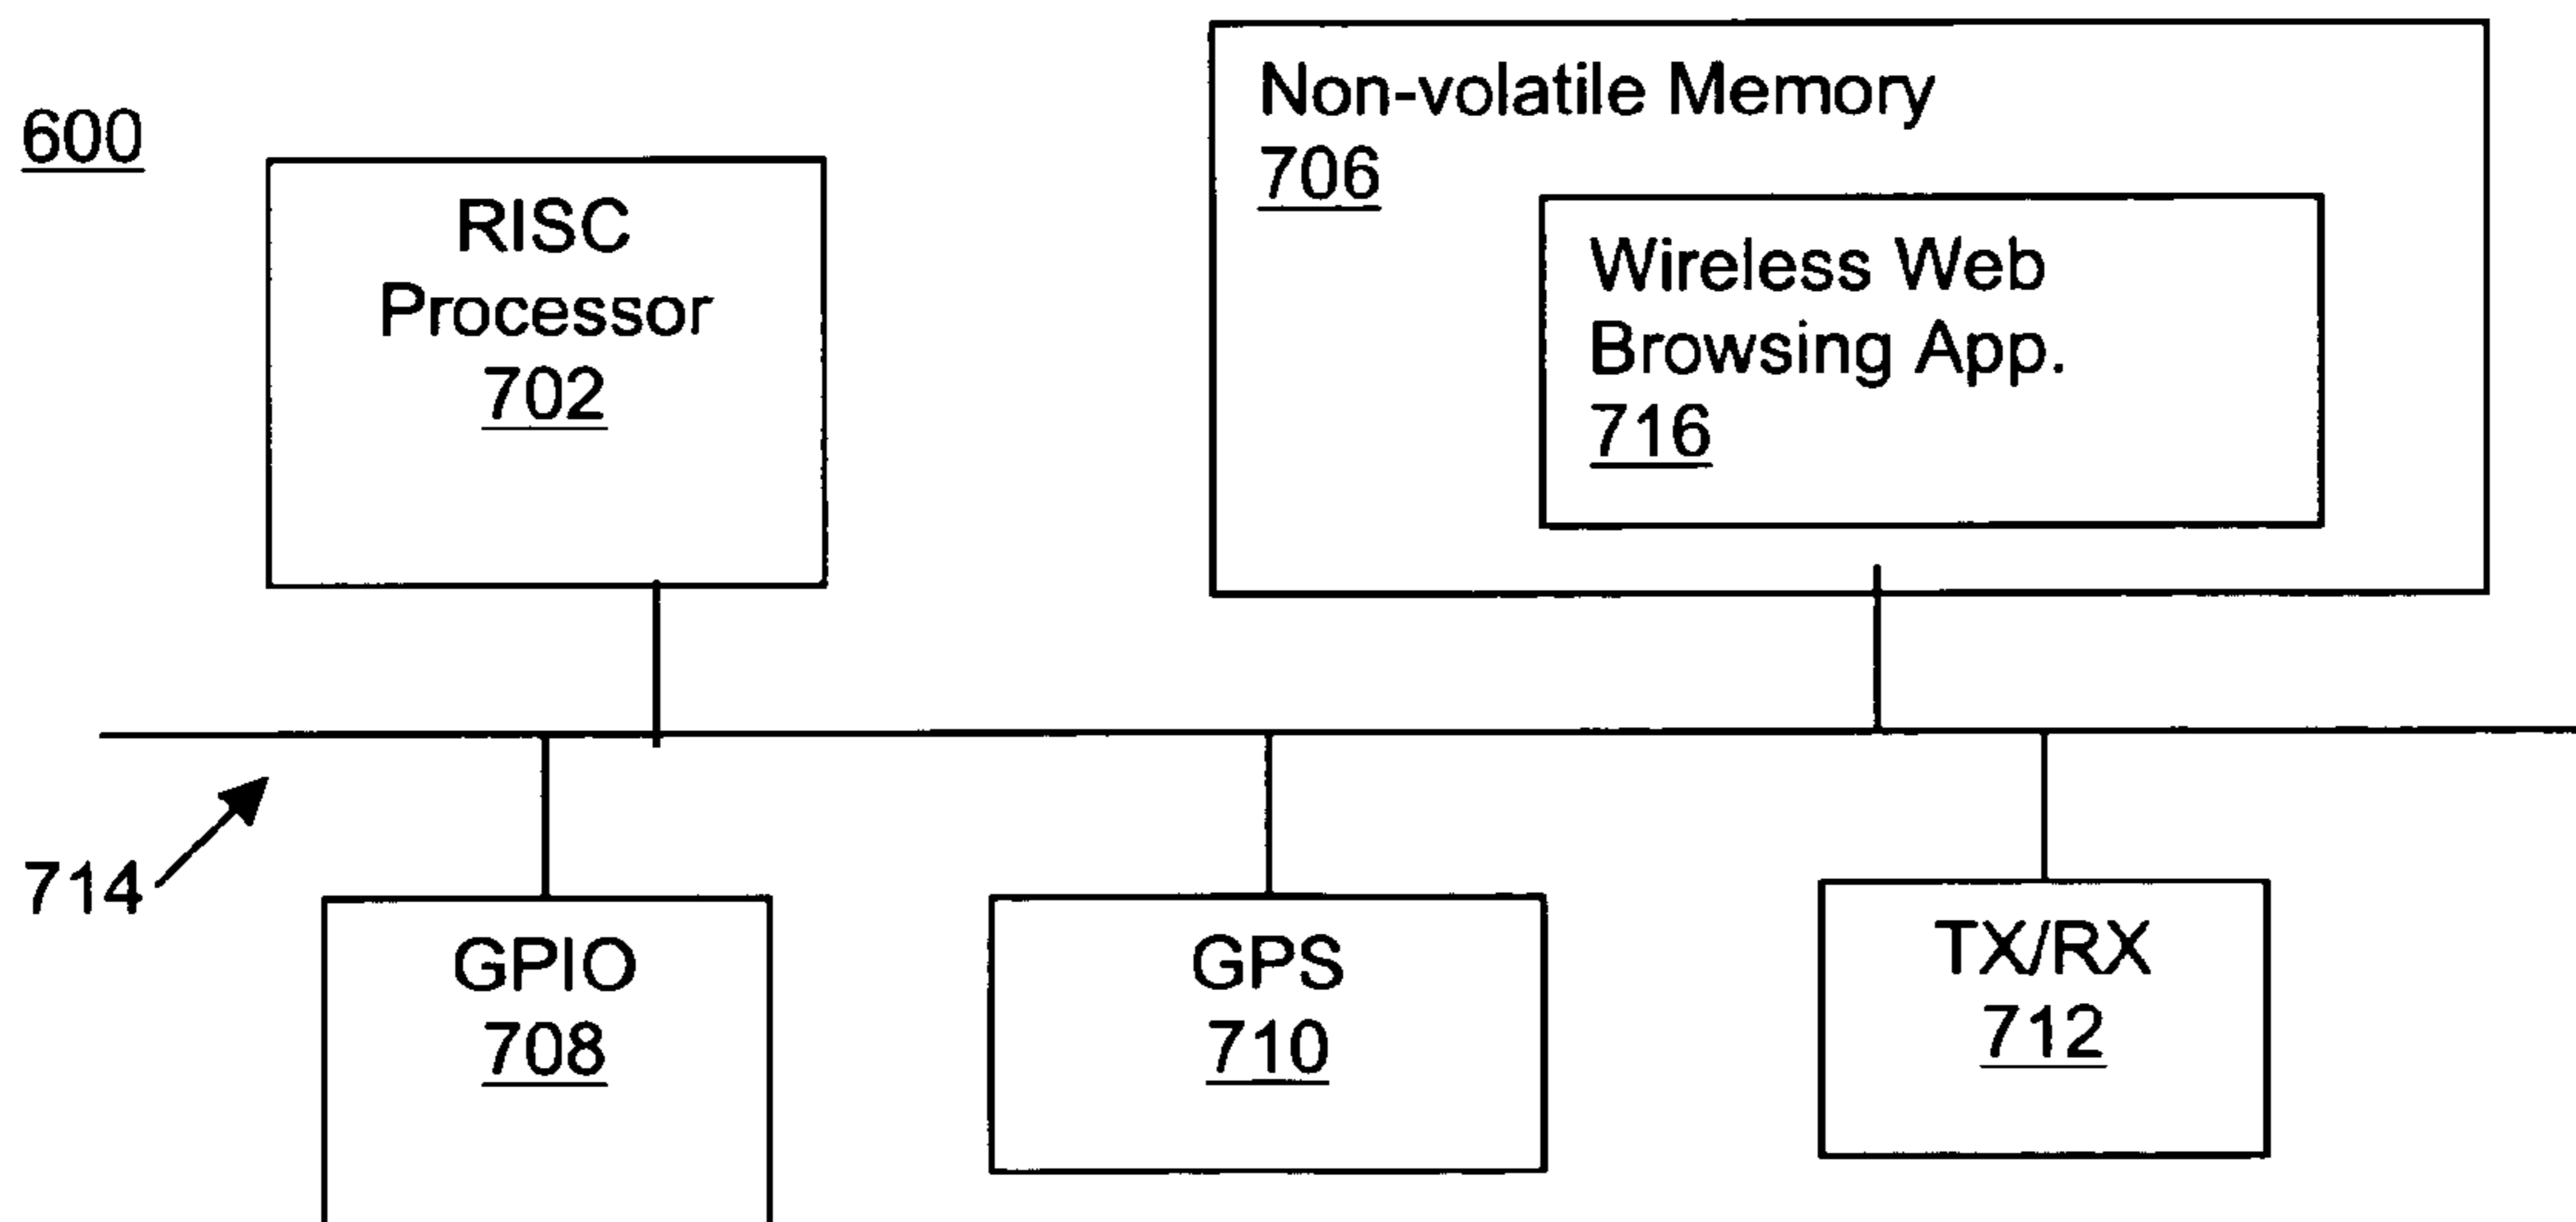 600
RISC
Processor
702
Non-volatile Memory
706
Wireless Web
Browsing App.
716
714
GPIO
708
GPS
710
TX/RX
712